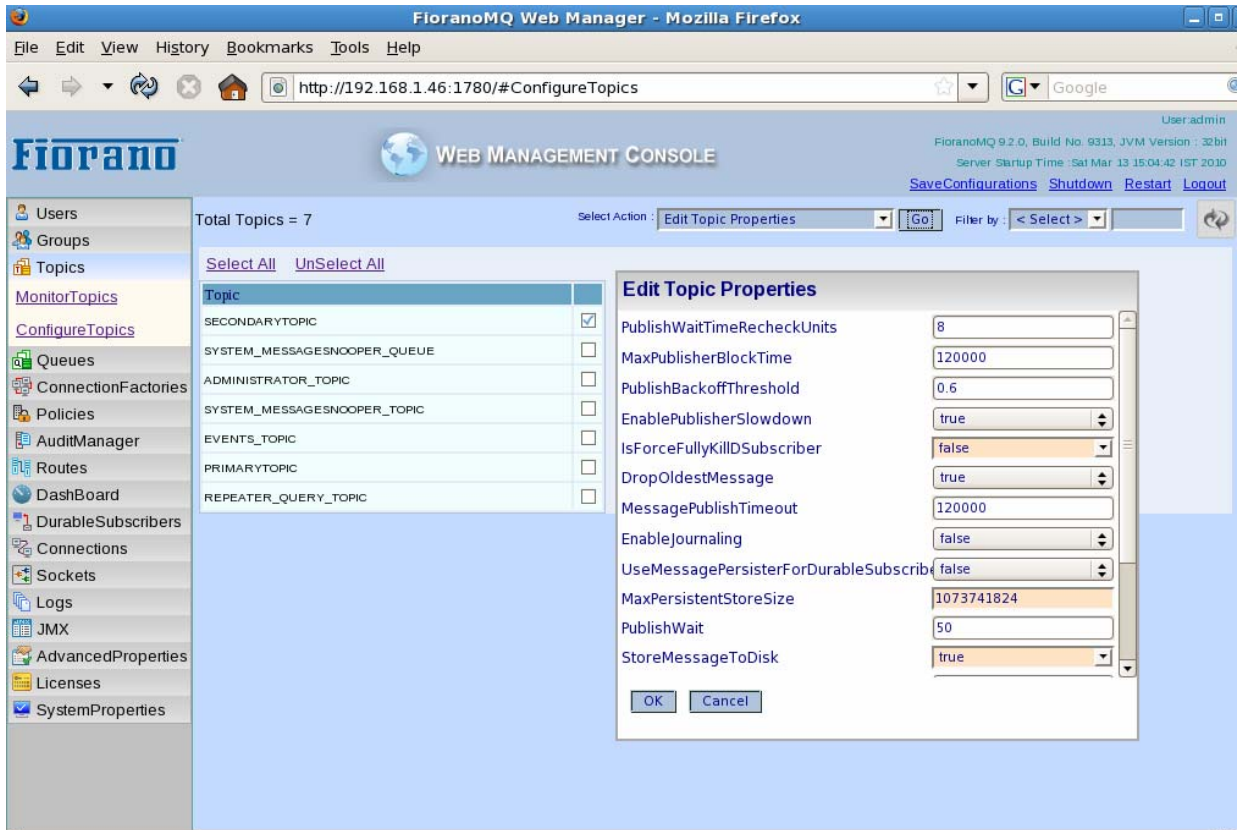 FioranoMQ Web Manager - Mozilla Firefox
File Edit View History Bookmarks Tools Help
http://192.168.1.46:1780/#ConfigureTopics
G Google
User:admin
Fiorano
WEB MANAGEMENT CONSOLE
FioranoMQ 9.2.0, Build No. 9313, JVM Version : 32bit
Server Startup Time :Sat Mar 13 15:04:42 IST 2010
SaveConfigurations Shutdown Restart Logout
Users
Groups
Topics
MonitorTopics
ConfigureTopics
Queues
ConnectionFactories
Policies
AuditManager
Routes
DashBoard
DurableSubscribers
Connections
Sockets
Logs
JMX
AdvancedProperties
Licenses
SystemProperties
Total Topics = 7
Select Action : Edit Topic Properties Go Filter by : < Select >
Select All UnSelect All
Topic
SECONDARYTOPIC
SYSTEM_MESSAGESNOOPER_QUEUE
ADMINISTRATOR_TOPIC
SYSTEM_MESSAGESNOOPER_TOPIC
EVENTS_TOPIC
PRIMARYTOPIC
REPEATER_QUERY_TOPIC
Edit Topic Properties
PublishWaitTimeRecheckUnits 8
MaxPublisherBlockTime 120000
PublishBackoffThreshold 0.6
EnablePublisherSlowdown true
IsForceFullyKillDSubscriber false
DropOldestMessage true
MessagePublishTimeout 120000
EnableJournaling false
UseMessagePersisterForDurableSubscribe false
MaxPersistentStoreSize 1073741824
PublishWait 50
StoreMessageToDisk true
OK Cancel